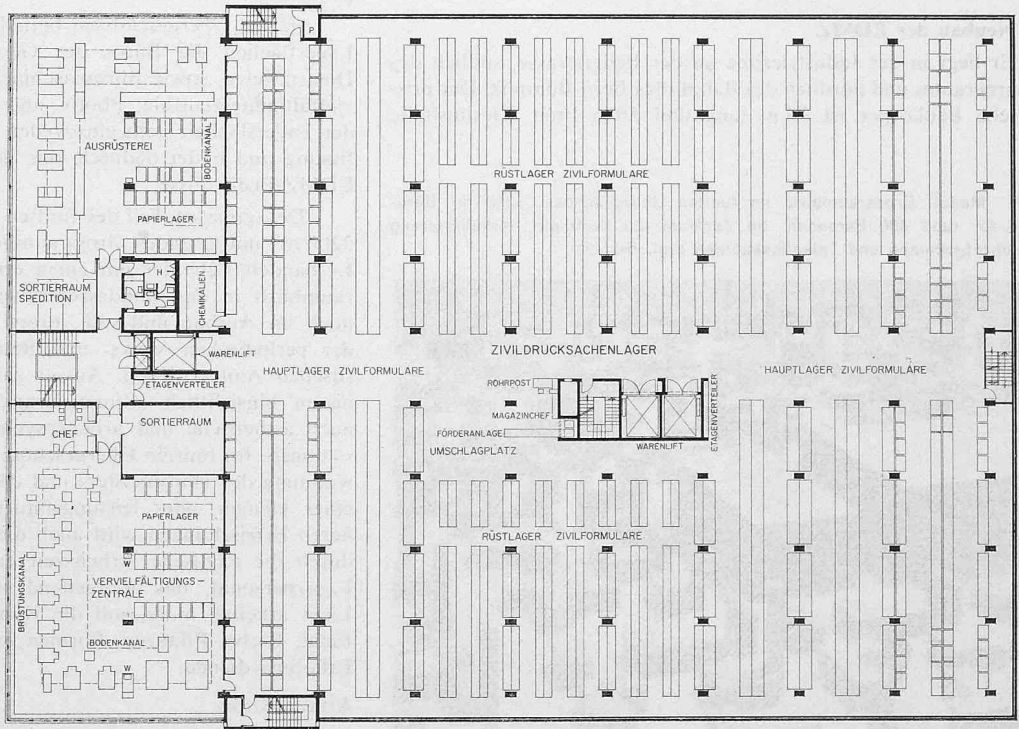 P
AUSRÜSTEREI
BODENKANAL
PAPIERLAGER
RÜSTLAGER ZIVILFORMULARE
H
SORTIERRAUM
SPEDITION
CHEMIKALIEN
WARENLIFT
ZIVILDRUCKSACHENLAGER
HAUPTLAGER ZIVILFORMULARE
HAUPTLAGER ZIVILFORMULARE
ETAGENVERTEILER
ROHRPOST
MAGAZINCHEF
ETAGENVERTEILER
CHEF
SORTIERRAUM
FÖRDERANLAGE
UMSCHLAGPLATZ
WARENLIFT
PAPIERLAGER
RÜSTLAGER ZIVILFORMULARE
W
VERVIELFÄLTIGUNGS-
ZENTRALE
BRÜSTUNGSKANAL
BODENKANAL
W